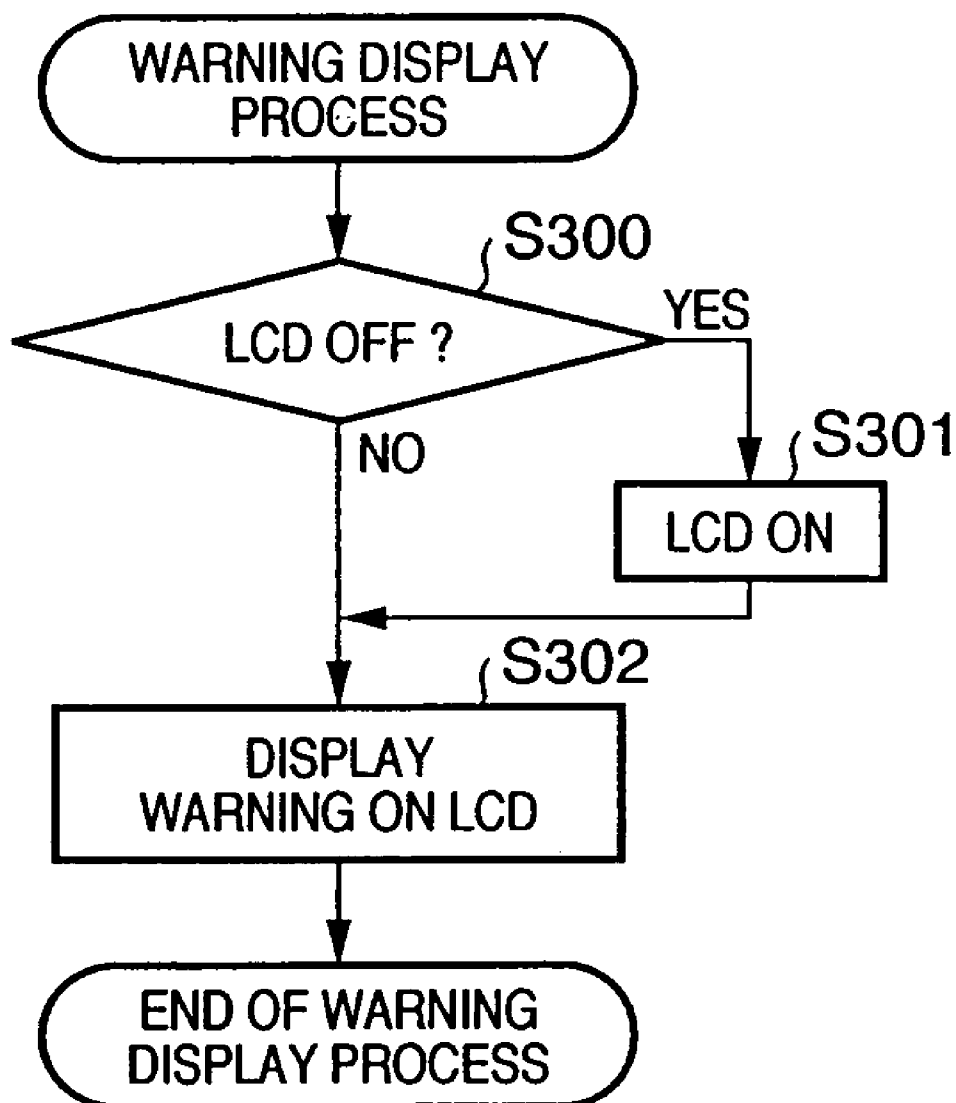 WARNING DISPLAY
PROCESS
S300
LCD OFF ?
YES
NO
S301
LCD ON
S302
DISPLAY
WARNING ON LCD
END OF WARNING
DISPLAY PROCESS